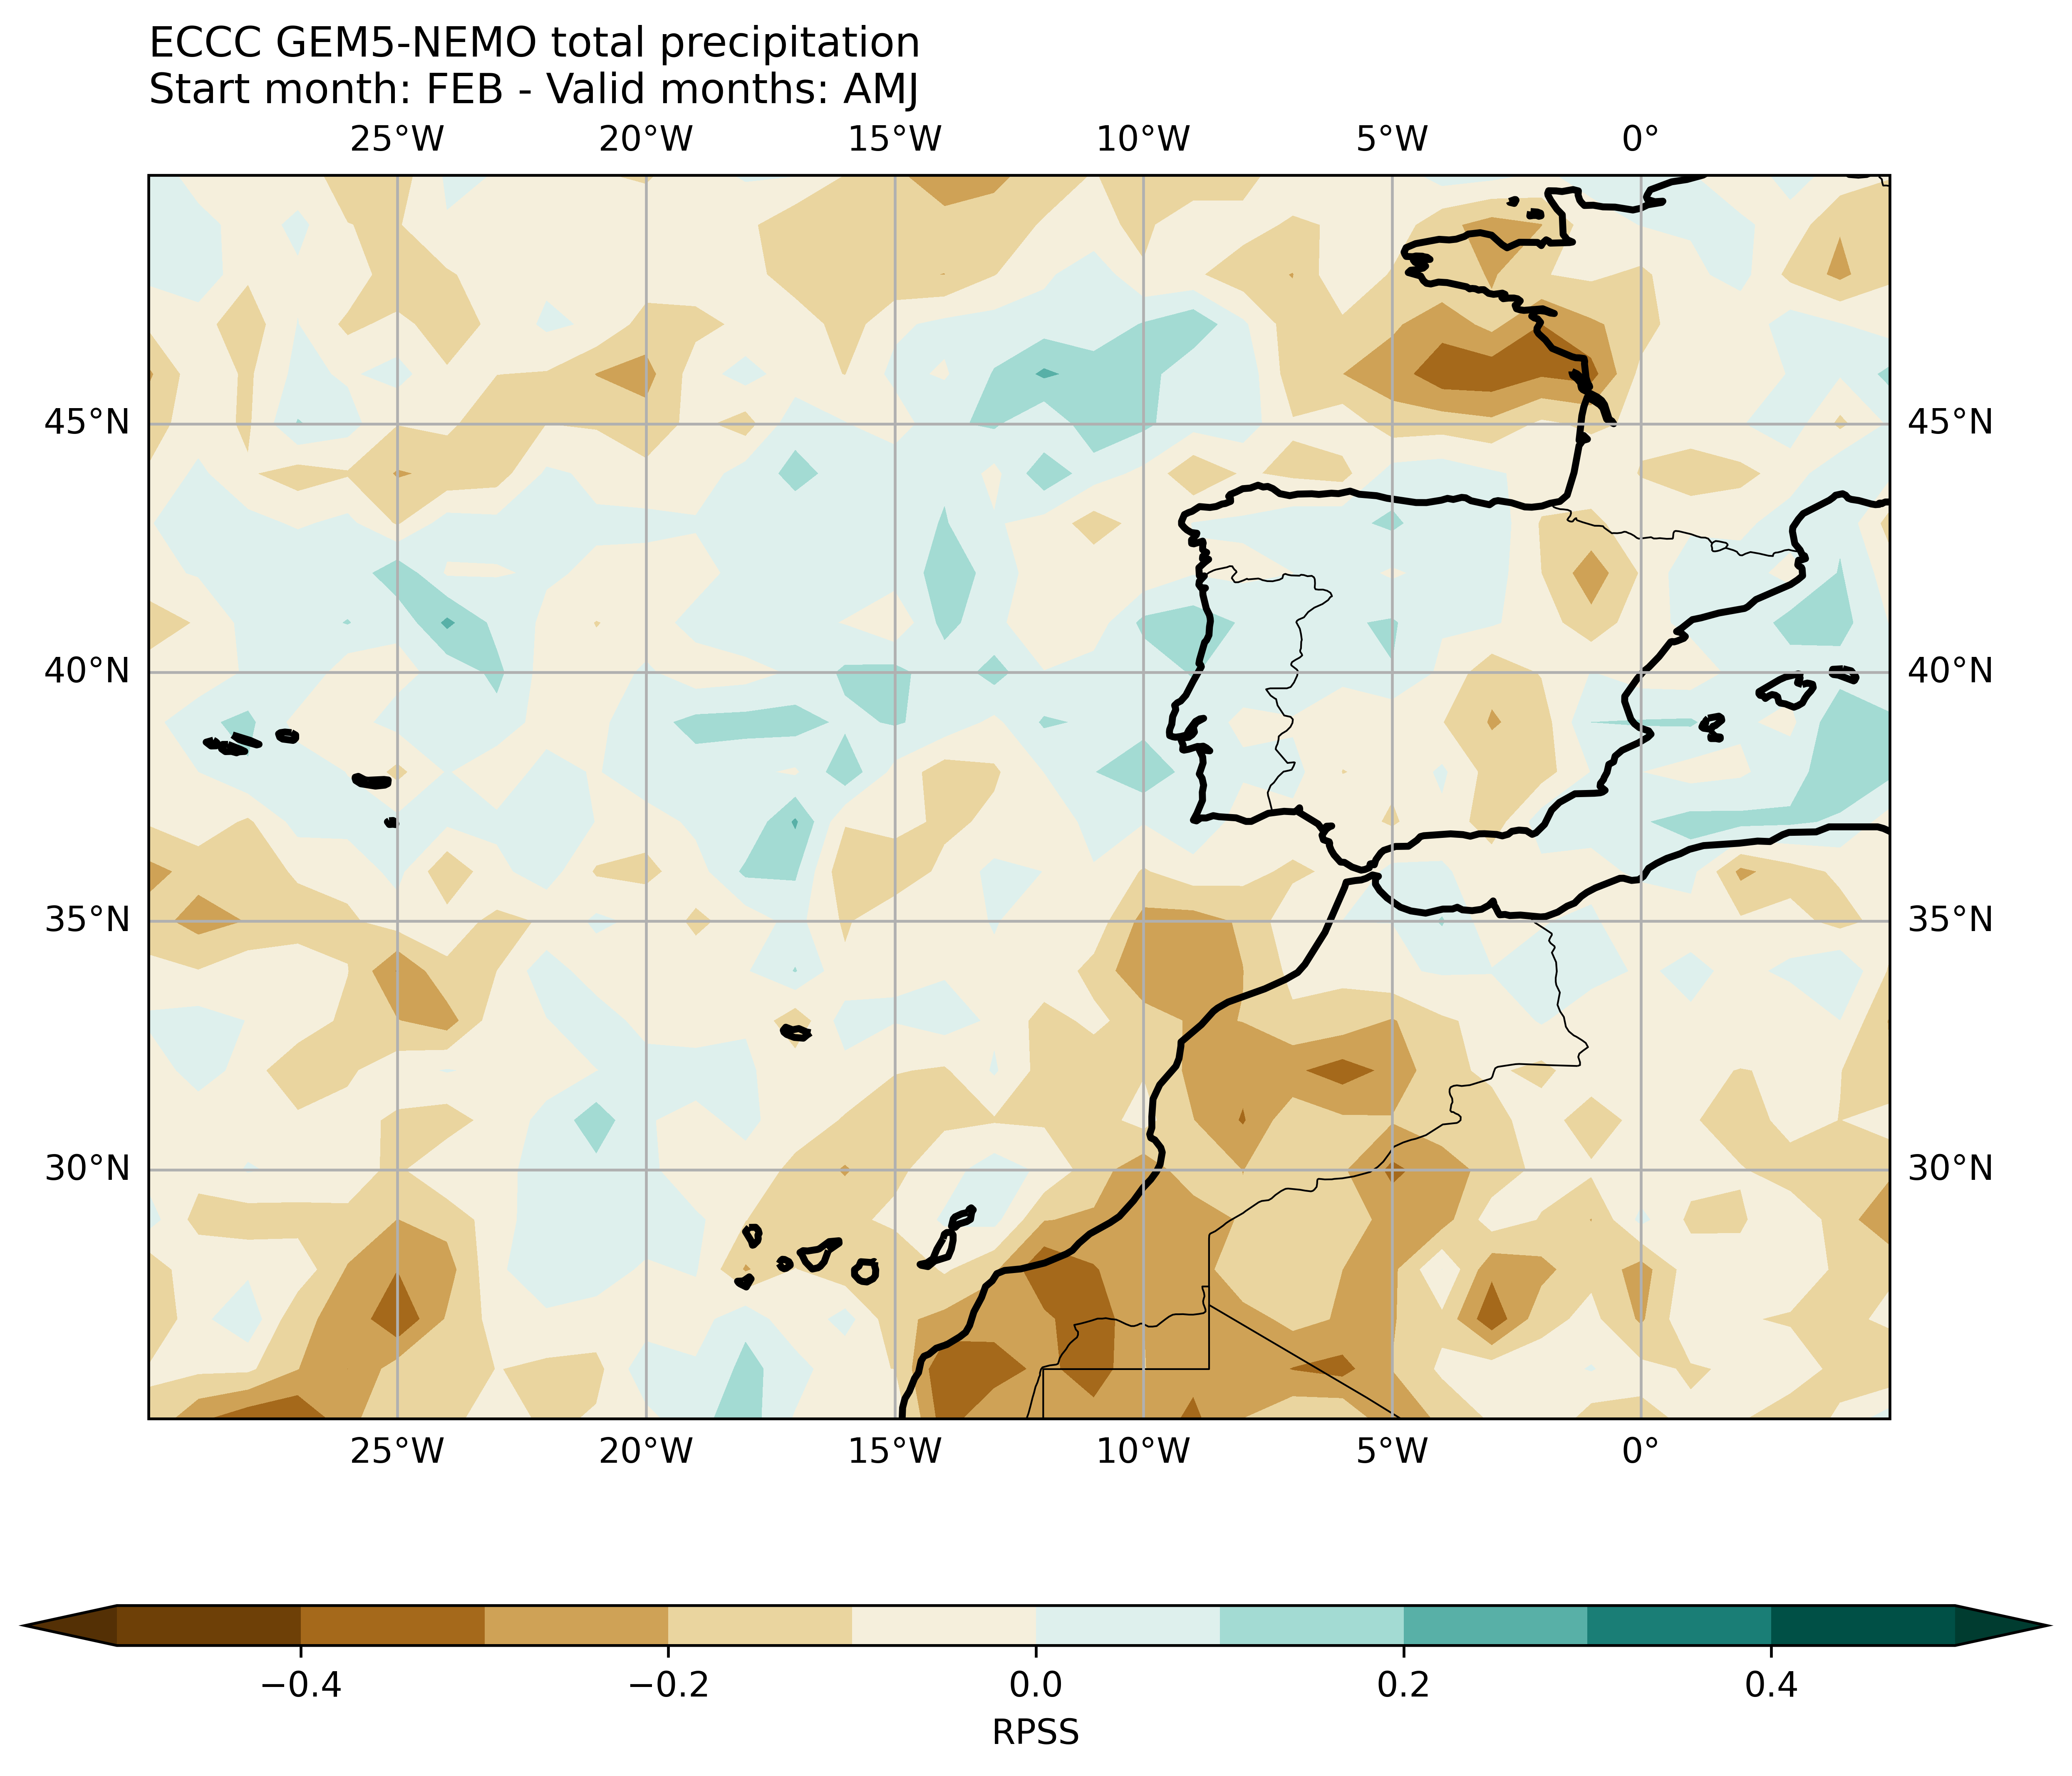 ECCC GEM5-NEMO total precipitation
Start month: FEB - Valid months: AMJ
25°W 20°W 15°W 10°W 5°W 0°
45°N 45°N
40°N 40°N
35°N 35°N
30°N 30°N
25°W 20°W 15°W 10°W 5°W 0°
−0.4 −0.2 0.0 0.2 0.4
RPSS